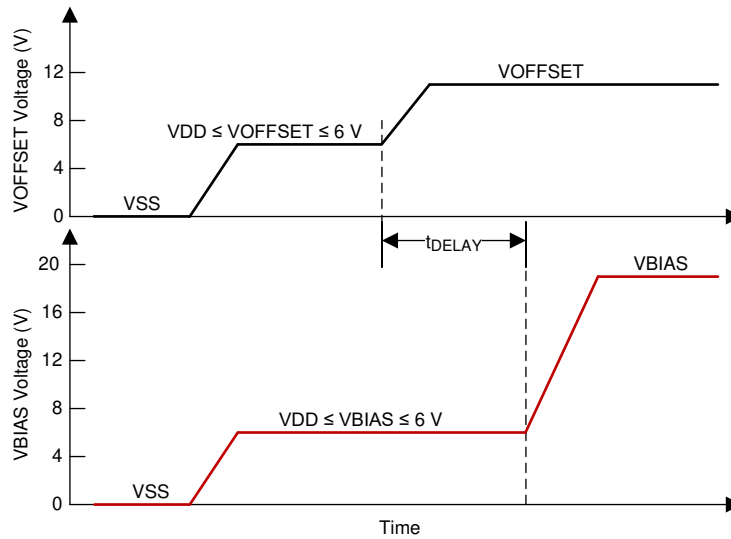 VOFFSET Voltage (V)
12
8
4
0
VOFFSET
VDD ≤ VOFFSET ≤ 6 V
VSS
tDELAY
VBIAS Voltage (V)
20
16
12
8
4
0
VBIAS
VDD ≤ VBIAS ≤ 6 V
VSS
Time